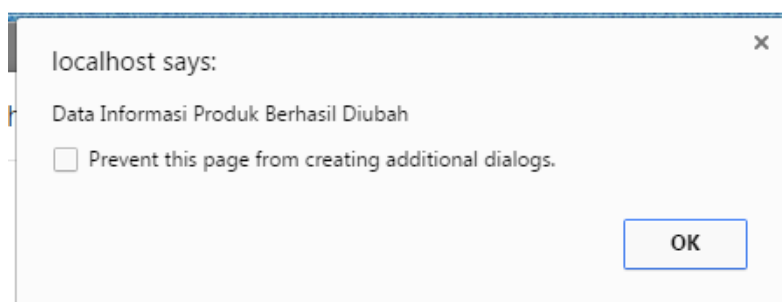 localhost says:
Data Informasi Produk Berhasil Diubah
Prevent this page from creating additional dialogs.
OK